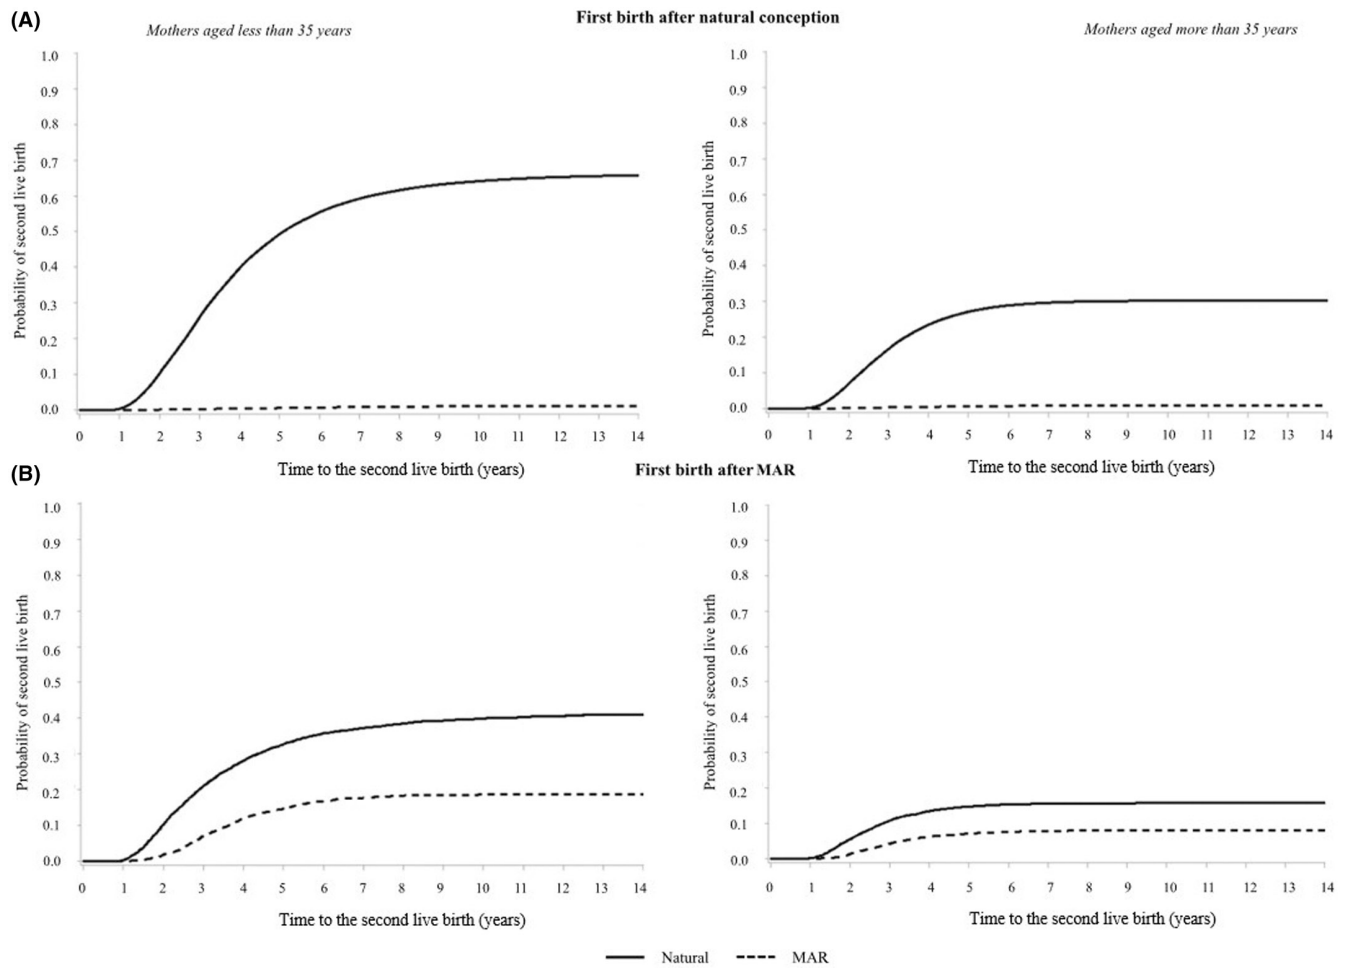 (A)
First birth after natural conception
Mothers aged less than 35 years
Mothers aged more than 35 years
Probability of second live birth
1.0
0.9
0.8
0.7
0.6
0.5
0.4
0.3
0.2
0.1
0.0
0 1 2 3 4 5 6 7 8 9 10 11 12 13 14
Time to the second live birth (years)
Probability of second live birth
1.0
0.9
0.8
0.7
0.6
0.5
0.4
0.3
0.2
0.1
0.0
0 1 2 3 4 5 6 7 8 9 10 11 12 13 14
Time to the second live birth (years)
(B)
First birth after MAR
Probability of second live birth
1.0
0.9
0.8
0.7
0.6
0.5
0.4
0.3
0.2
0.1
0.0
0 1 2 3 4 5 6 7 8 9 10 11 12 13 14
Time to the second live birth (years)
Probability of second live birth
1.0
0.9
0.8
0.7
0.6
0.5
0.4
0.3
0.2
0.1
0.0
0 1 2 3 4 5 6 7 8 9 10 11 12 13 14
Time to the second live birth (years)
Natural MAR